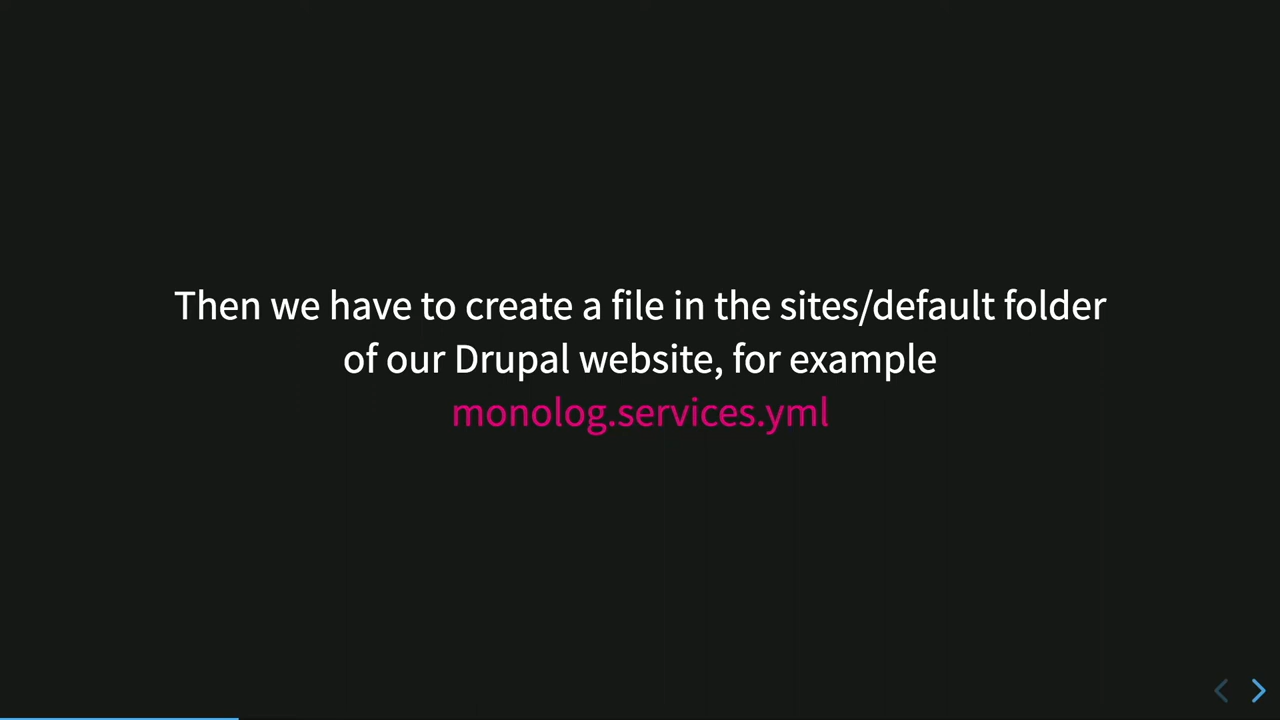 Then we have to create a file in the sites/default folder
of our Drupal website, for example
monolog.services.yml